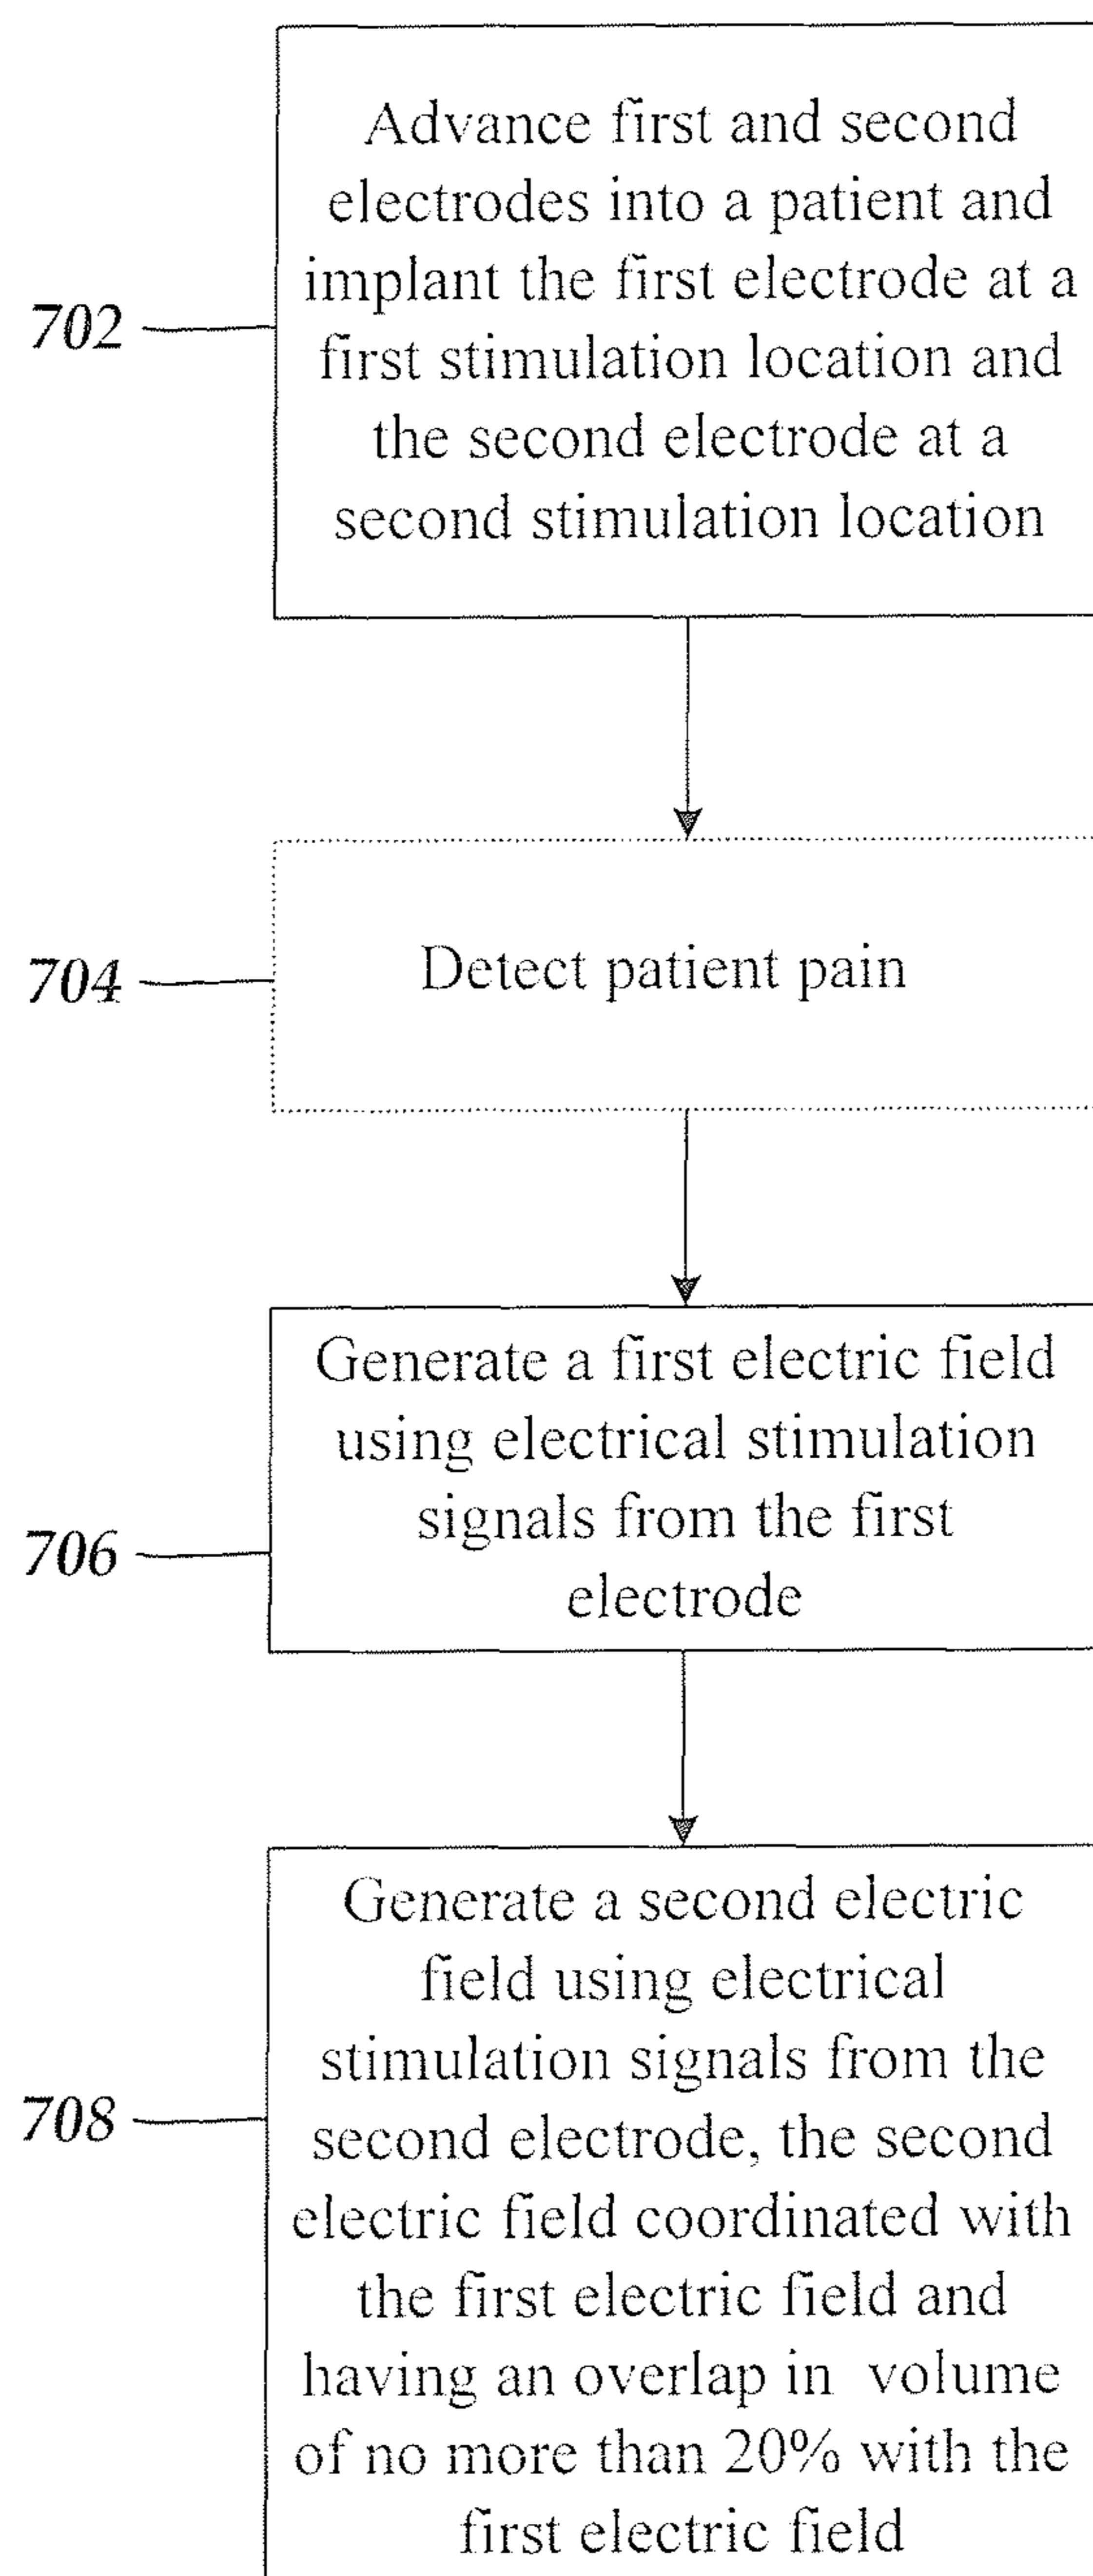 Advance first and second
electrodes into a patient and
implant the first electrode at a
first stimulation location and
the second electrode at a
second stimulation location
702
Detect patient pain
704
Generate a first electric field
using electrical stimulation
signals from the first
electrode
706
Generate a second electric
field using electrical
stimulation signals from the
second electrode, the second
electric field coordinated with
the first electric field and
having an overlap in volume
of no more than 20% with the
first electric field
708